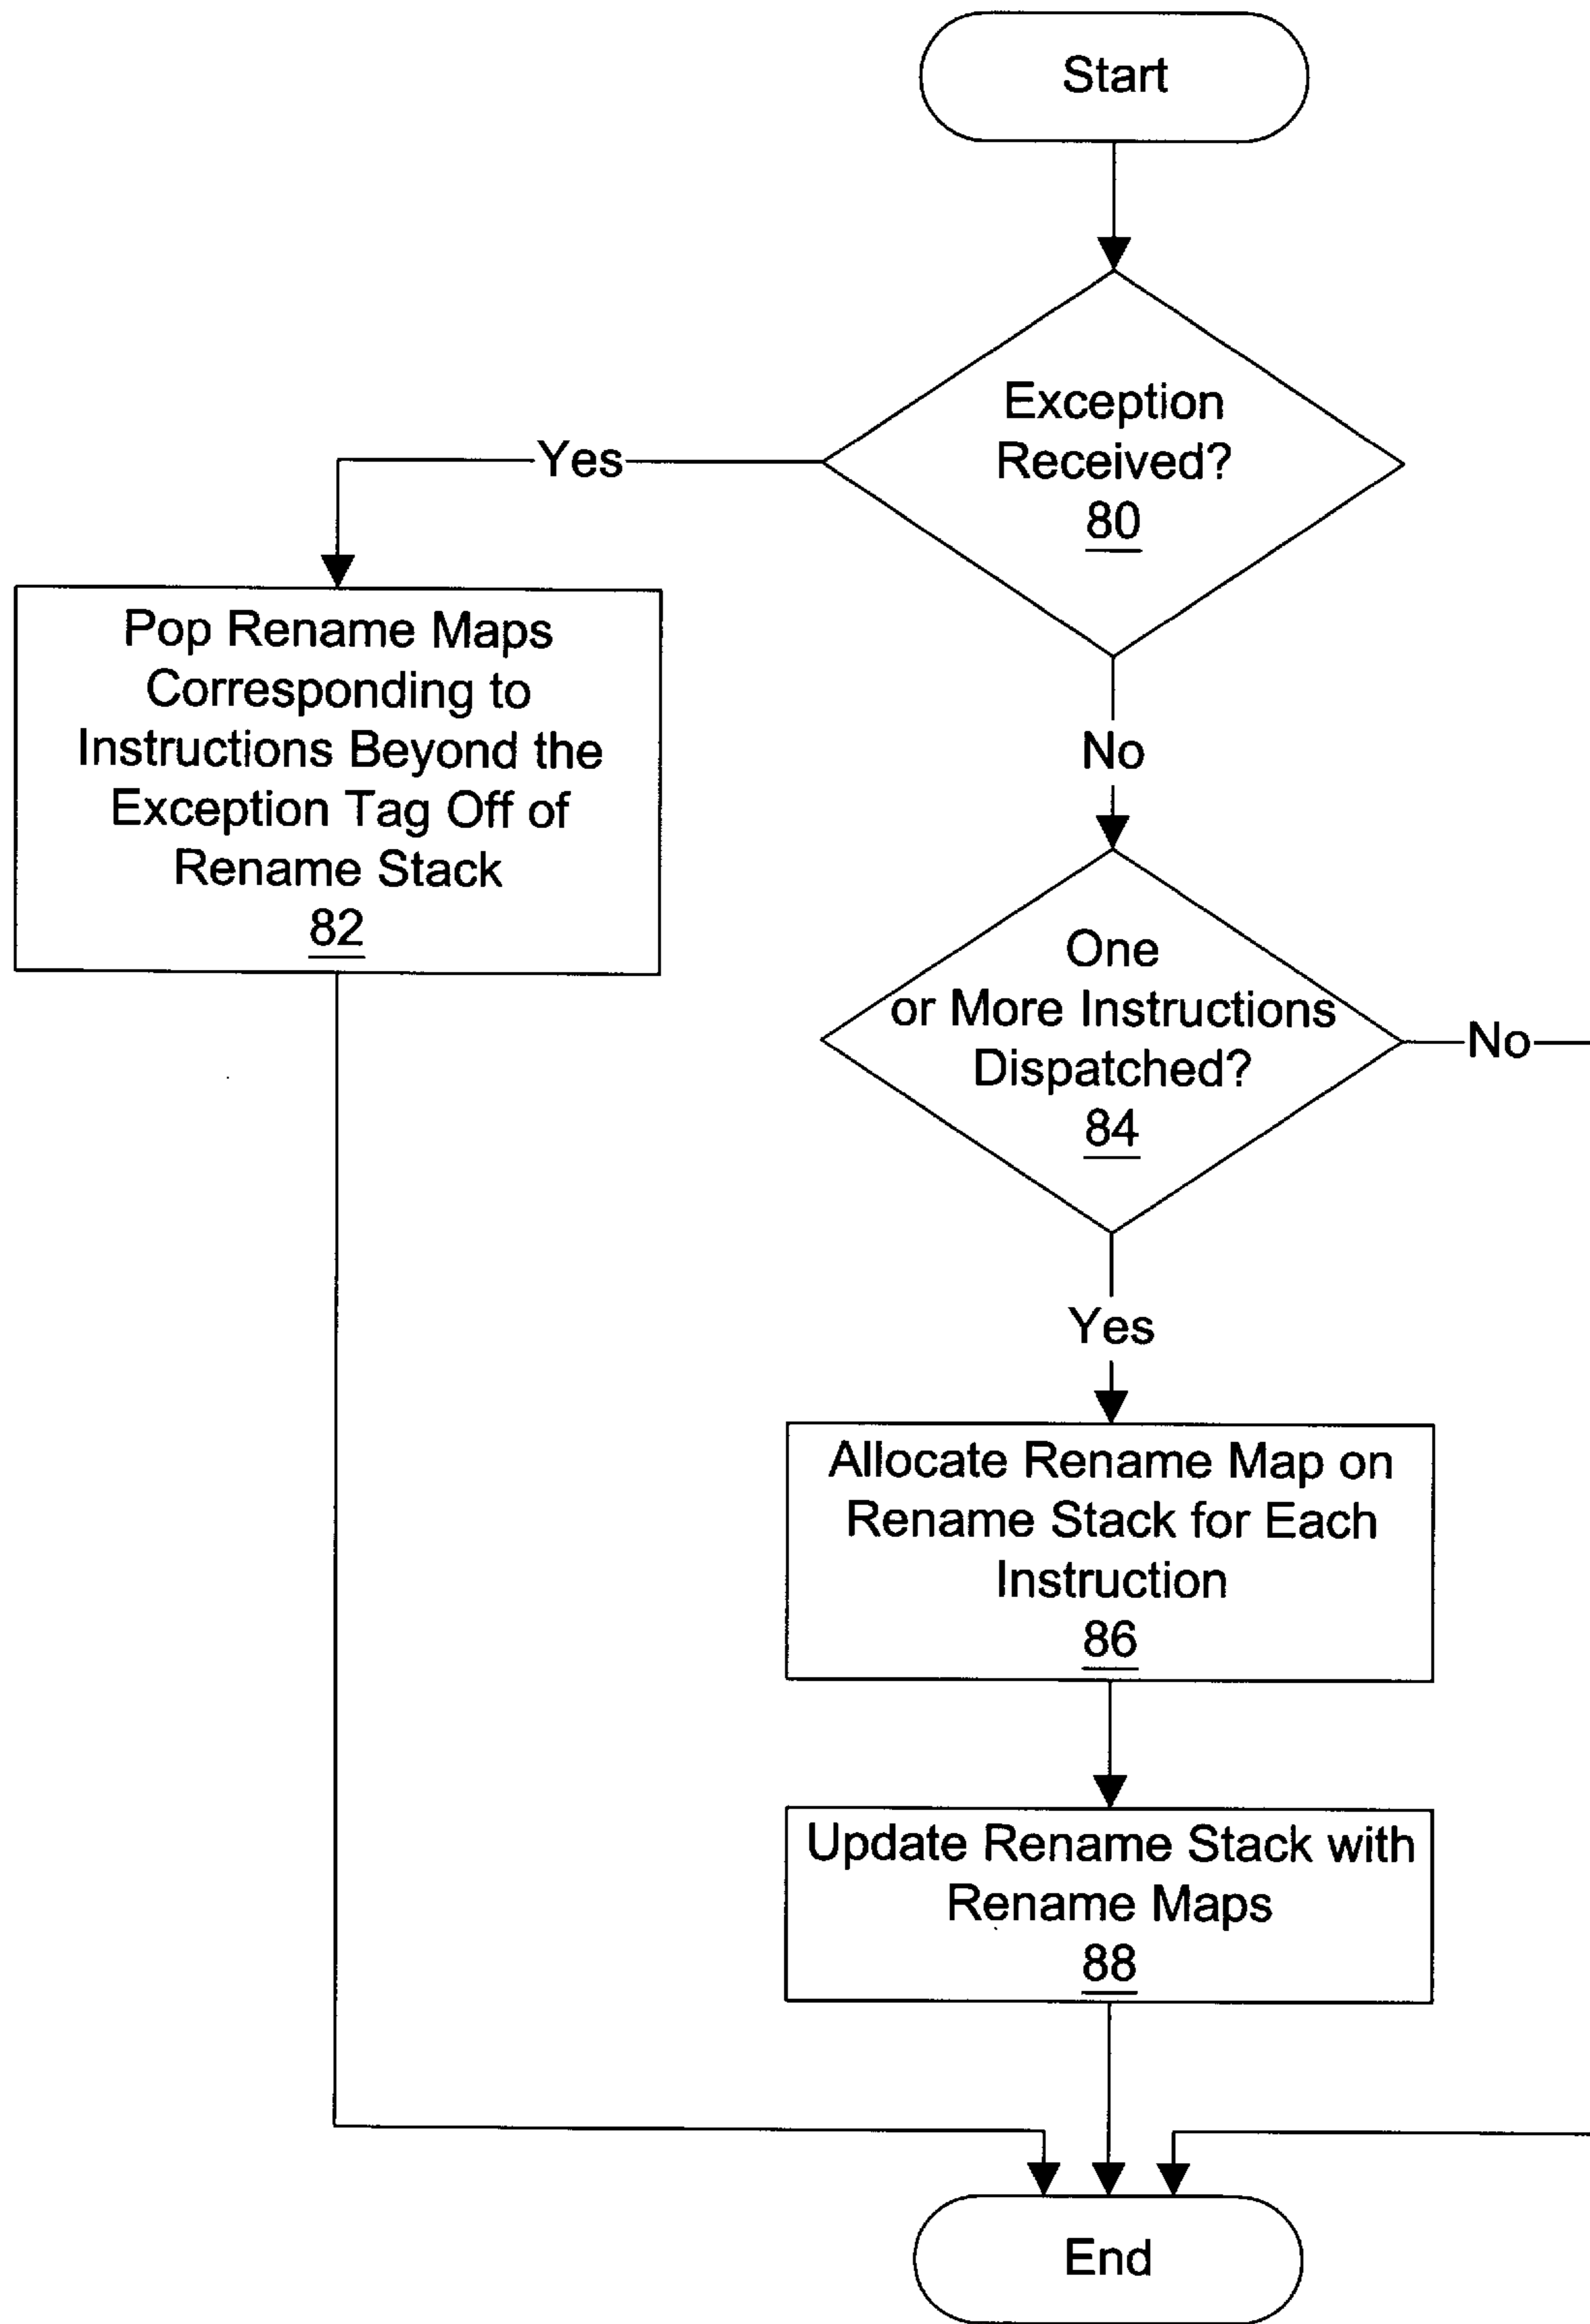 Start
Exception
Received?
80
Yes
Pop Rename Maps
Corresponding to
Instructions Beyond the
Exception Tag Off of
Rename Stack
82
No
One
or More Instructions
Dispatched?
84
No
Yes
Allocate Rename Map on
Rename Stack for Each
Instruction
86
Update Rename Stack with
Rename Maps
88
End